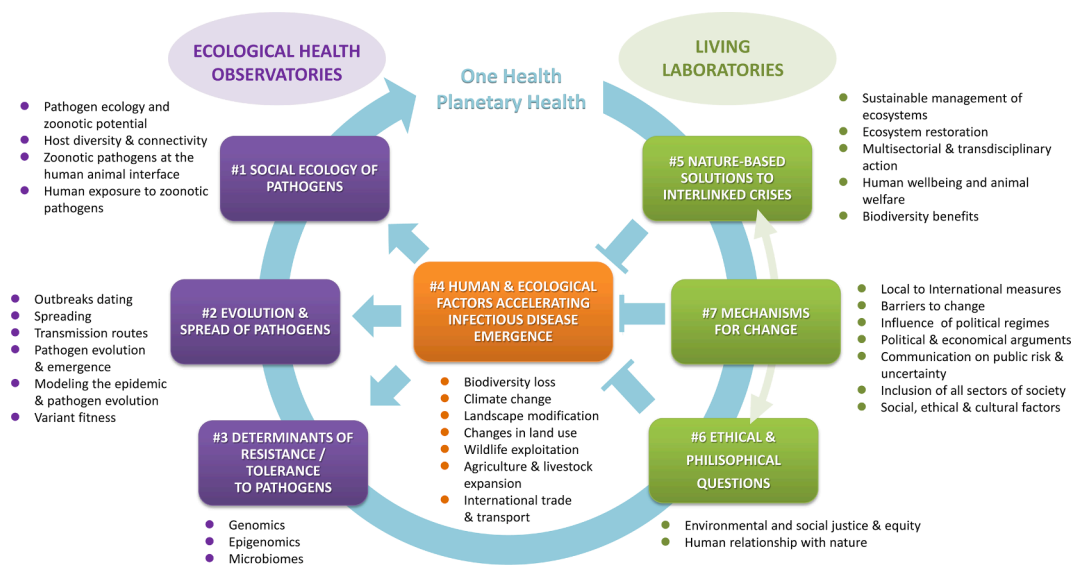 ECOLOGICAL HEALTH
OBSERVATORIES
LIVING
LABORATORIES
One Health
Planetary Health
Pathogen ecology and
zoonotic potential
Host diversity & connectivity
Zoonotic pathogens at the
human animal interface
Human exposure to zoonotic
pathogens
#1 SOCIAL ECOLOGY OF
PATHOGENS
#5 NATURE-BASED
SOLUTIONS TO
INTERLINKED CRISES
Sustainable management of
ecosystems
Ecosystem restoration
Multisectorial & transdisciplinary
action
Human wellbeing and animal
welfare
Biodiversity benefits
Outbreaks dating
Spreading
Transmission routes
Pathogen evolution
& emergence
Modeling the epidemic
& pathogen evolution
Variant fitness
#2 EVOLUTION &
SPREAD OF PATHOGENS
#4 HUMAN & ECOLOGICAL
FACTORS ACCELERATING
INFECTIOUS DISEASE
EMERGENCE
#7 MECHANISMS
FOR CHANGE
Local to International measures
Barriers to change
Influence of political regimes
Political & economical arguments
Communication on public risk &
uncertainty
Inclusion of all sectors of society
Social, ethical & cultural factors
Biodiversity loss
Climate change
Landscape modification
Changes in land use
Wildlife exploitation
Agriculture & livestock
expansion
International trade
& transport
#3 DETERMINANTS OF
RESISTANCE /
TOLERANCE
TO PATHOGENS
#6 ETHICAL &
PHILISOPHICAL
QUESTIONS
Genomics
Epigenomics
Microbiomes
Environmental and social justice & equity
Human relationship with nature